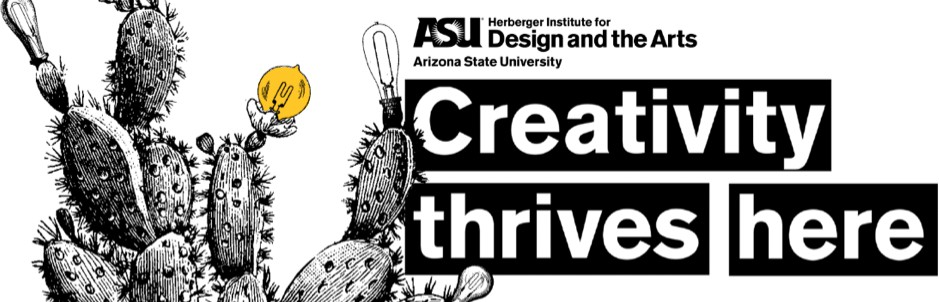 ASU Herberger Institute for
Design and the Arts
Arizona State University
Creativity
thrives here